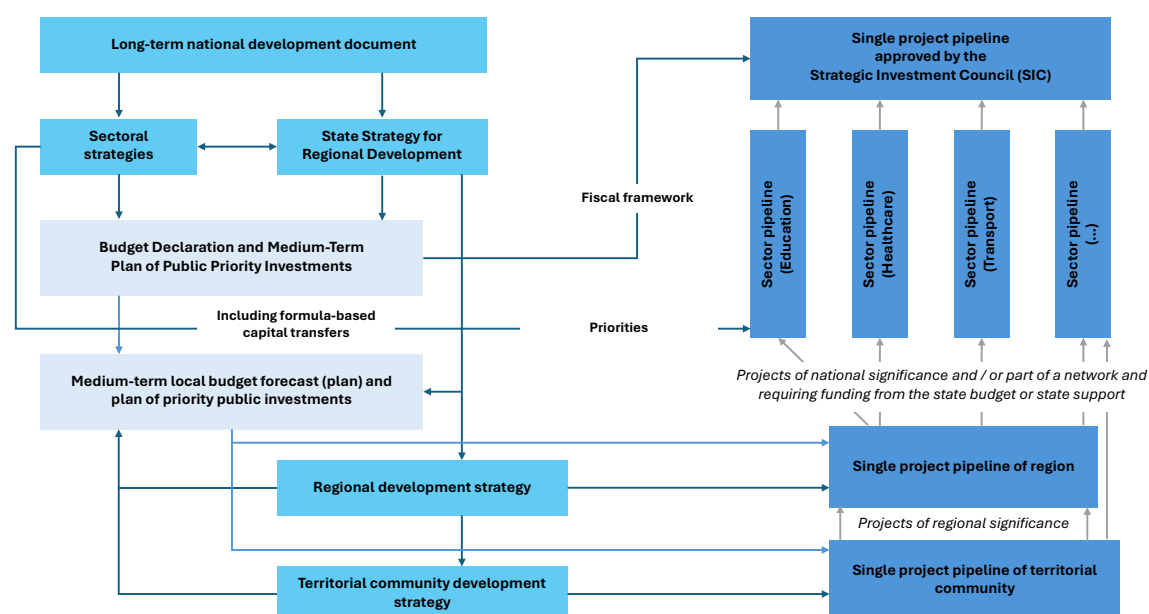 Long-term national development document
Single project pipeline
approved by the
Strategic Investment Council (SIC)
Sectoral
strategies
State Strategy for
Regional Development
Fiscal framework
Sector pipeline
(Education)
Sector pipeline
(Healthcare)
Sector pipeline
(Transport)
Sector pipeline
(...)
Budget Declaration and Medium-Term
Plan of Public Priority Investments
Including formula-based
capital transfers
Priorities
Medium-term local budget forecast (plan) and
plan of priority public investments
Projects of national significance and / or part of a network and
requiring funding from the state budget or state support
Single project pipeline of region
Regional development strategy
Projects of regional significance
Territorial community development
strategy
Single project pipeline of territorial
community